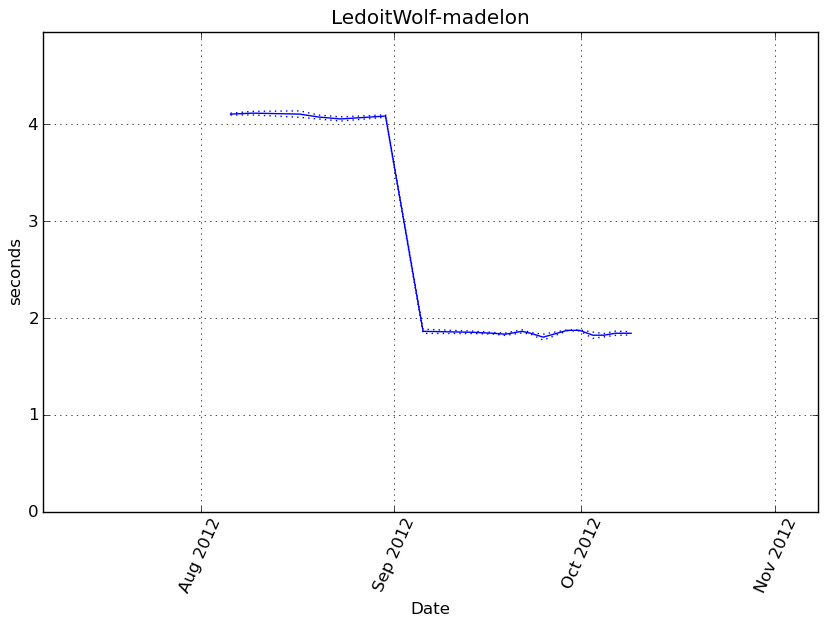 LedoitWolf-madelon
seconds
4
3
2
1
0
Aug 2012
Sep 2012
Oct 2012
Nov 2012
Date